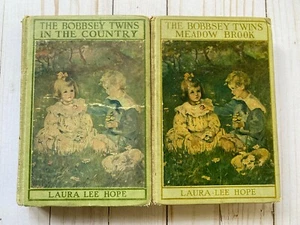 THE BOBBSEY TWINS
IN THE COUNTRY
LAURA LEE HOPE
THE BOBBSEY TWINS
MEADOW BROOK
LAURA LEE HOPE